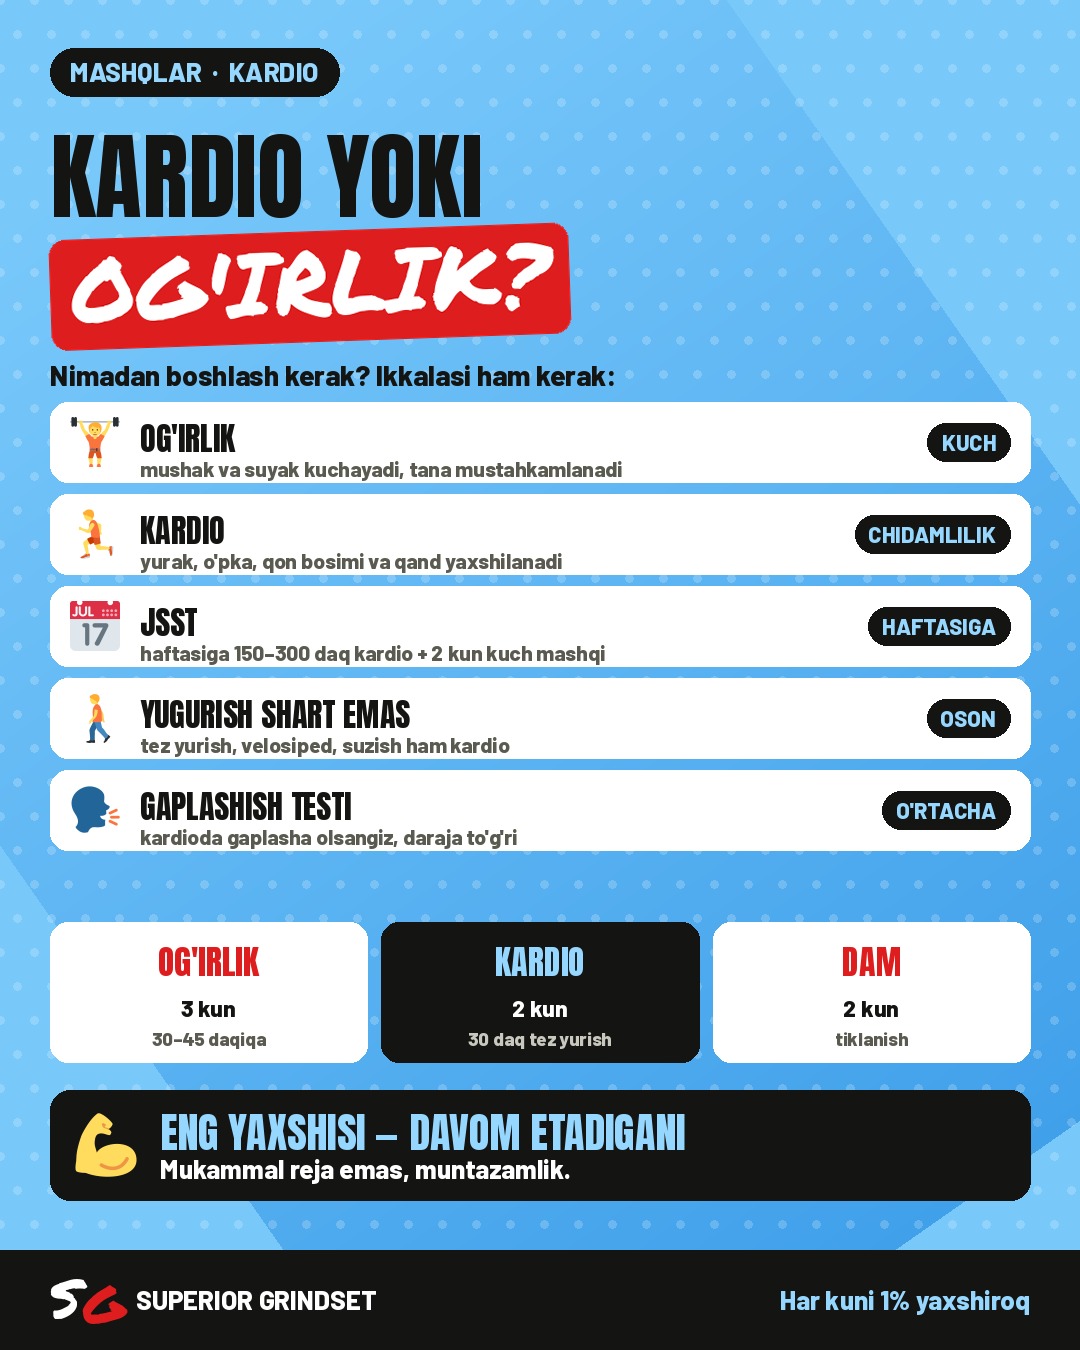 MASHQLAR · KARDIO
KARDIO YOKI
OG'IRLIK?
Nimadan boshlash kerak? Ikkalasi ham kerak:
OG'IRLIK
KUCH
mushak va suyak kuchayadi, tana mustahkamlanadi
KARDIO
CHIDAMLILIK
yurak, o'pka, qon bosimi va qand yaxshilanadi
JUL
17
JSST
HAFTASIGA
haftasiga 150–300 daq kardio + 2 kun kuch mashqi
YUGURISH SHART EMAS
OSON
tez yurish, velosiped, suzish ham kardio
GAPLASHISH TESTI
O'RTACHA
kardioda gaplasha olsangiz, daraja to'g'ri
OG'IRLIK
3 kun
30–45 daqiqa
KARDIO
2 kun
30 daq tez yurish
DAM
2 kun
tiklanish
ENG YAXSHISI – DAVOM ETADIGANI
Mukammal reja emas, muntazamlik.
SG SUPERIOR GRINDSET
Har kuni 1% yaxshiroq